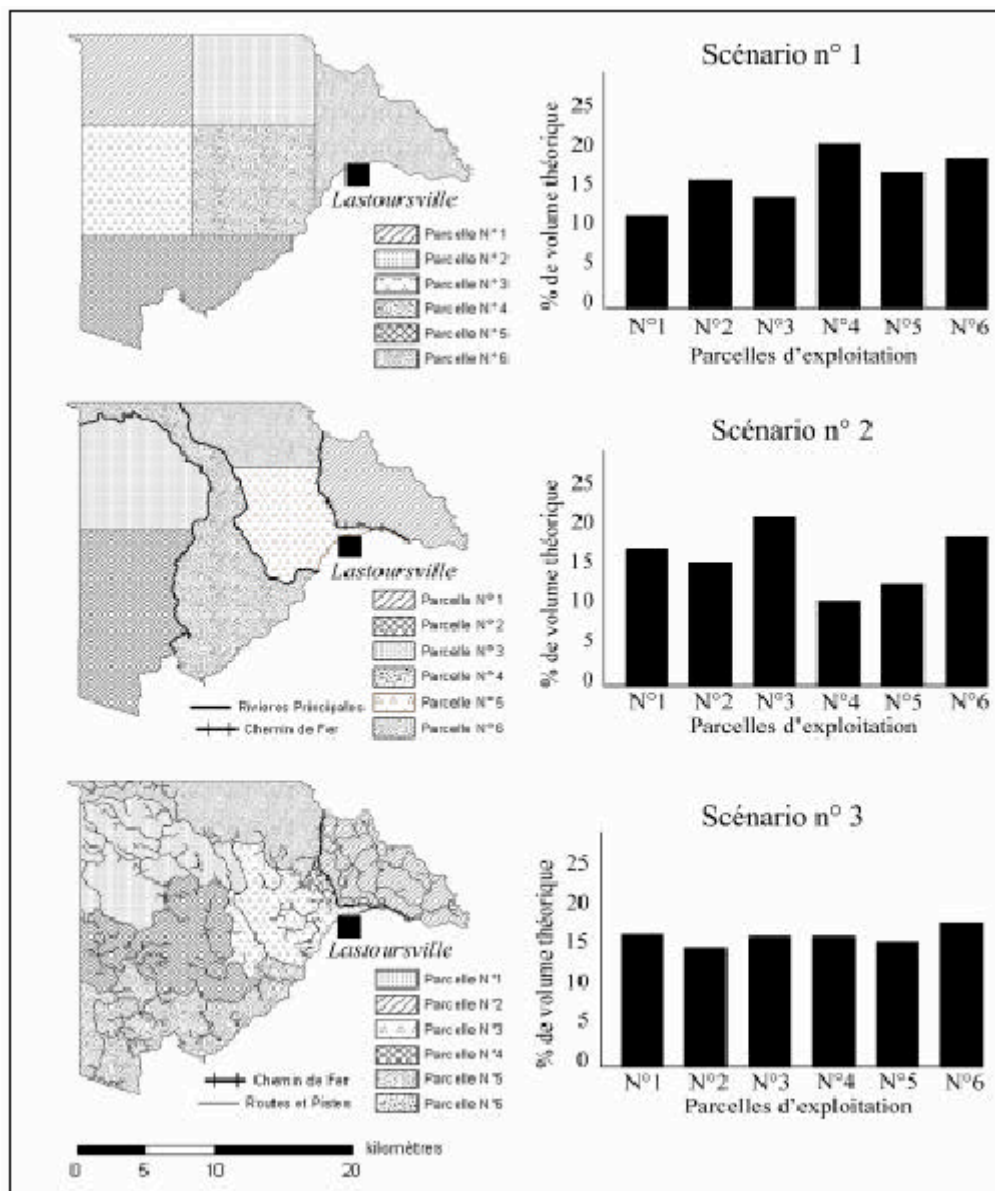 Scénario n° 1
% de volume théorique
25
20
15
10
5
0
N°1 N°2 N°3 N°4 N°5 N°6
Parcelles d'exploitation
Lastoursville
Parcelle N°1
Parcelle N°2
Parcelle N°3
Parcelle N°4
Parcelle N°5
Parcelle N°6
Scénario n° 2
% de volume théorique
25
20
15
10
5
0
N°1 N°2 N°3 N°4 N°5 N°6
Parcelles d'exploitation
Lastoursville
Parcelle N°1
Parcelle N°2
Parcelle N°3
Parcelle N°4
Parcelle N°5
Parcelle N°6
Rivieres Principales
Chemin de Fer
Scénario n° 3
% de volume théorique
25
20
15
10
5
0
N°1 N°2 N°3 N°4 N°5 N°6
Parcelles d'exploitation
Lastoursville
Parcelle N°1
Parcelle N°2
Parcelle N°3
Parcelle N°4
Parcelle N°5
Parcelle N°6
Chemin de Fer
Routes et Pistes
kilomètres
0 5 10 20